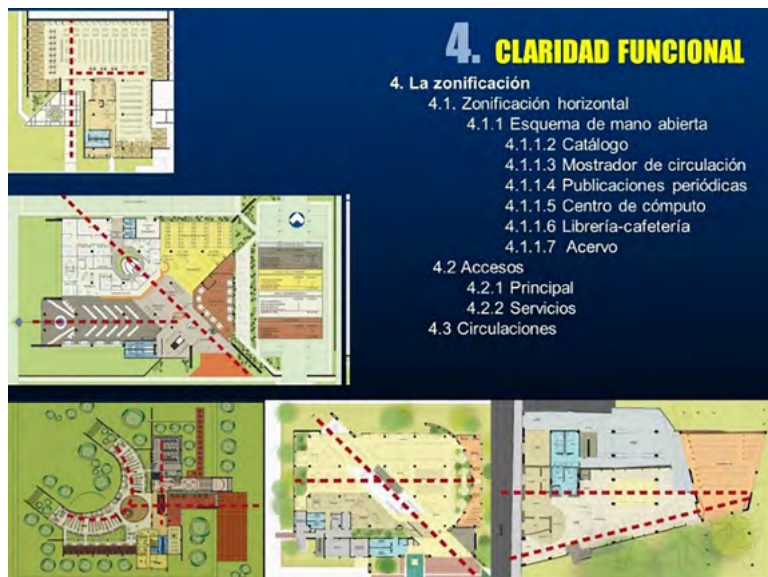 4. CLARIDAD FUNCIONAL
4. La zonificación
4.1. Zonificación horizontal
4.1.1 Esquema de mano abierta
4.1.1.2 Catálogo
4.1.1.3 Mostrador de circulación
4.1.1.4 Publicaciones periódicas
4.1.1.5 Centro de cómputo
4.1.1.6 Librería-cafetería
4.1.1.7 Acervo
4.2 Accesos
4.2.1 Principal
4.2.2 Servicios
4.3 Circulaciones